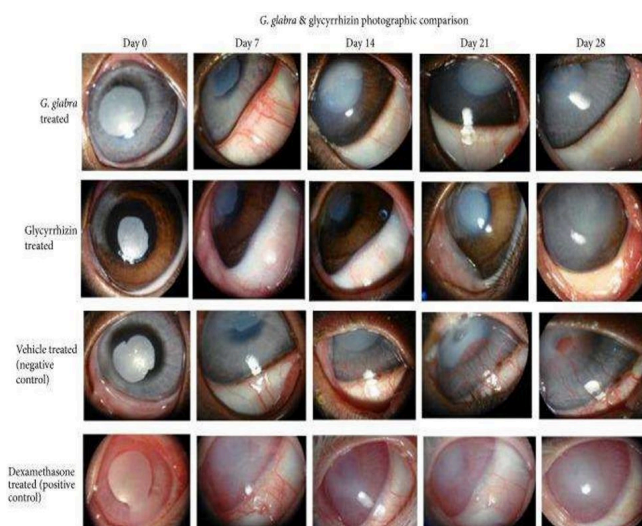 G. glabra & glycyrrhizin photographic comparison
Day 0 Day 7 Day 14 Day 21 Day 28
G. glabra
treated
Glycyrrhizin
treated
Vehicle treated
(negative
control)
Dexamethasone
treated (positive
control)